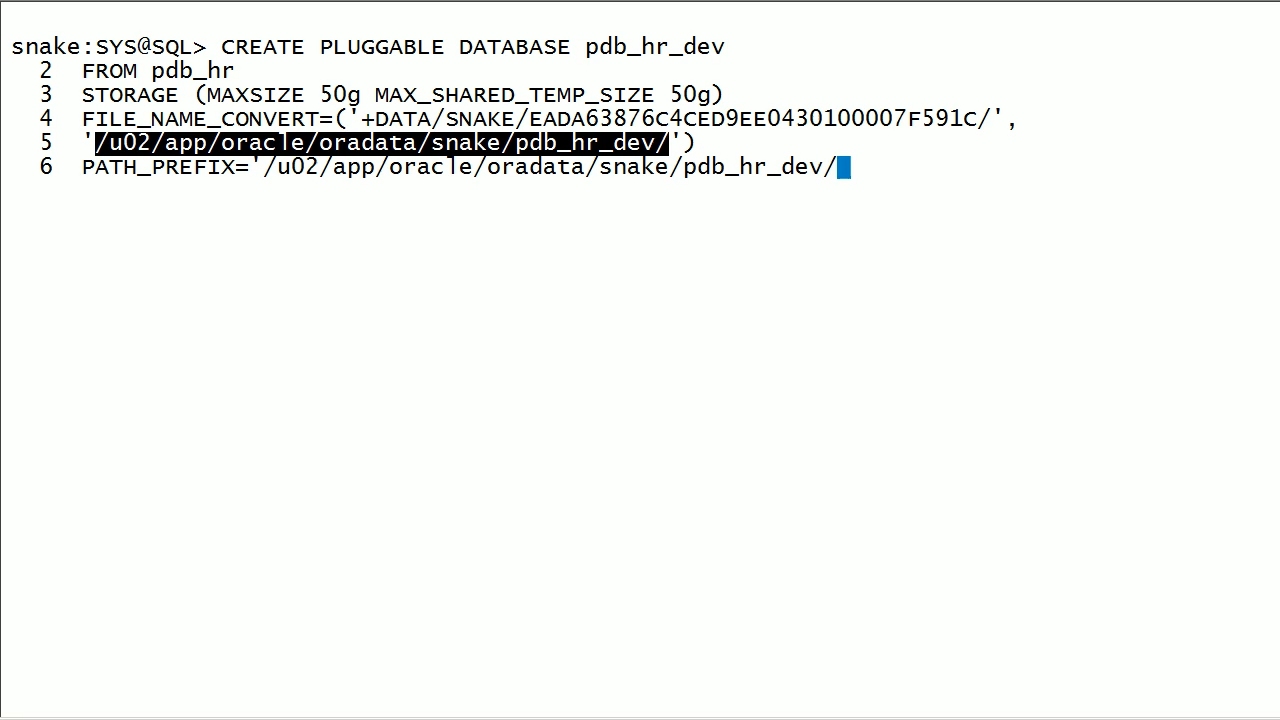 snake:SYS@SQL> CREATE PLUGGABLE DATABASE pdb_hr_dev
2 FROM pdb_hr
3 STORAGE (MAXSIZE 50g MAX_SHARED_TEMP_SIZE 50g)
4 FILE_NAME_CONVERT=('+DATA/SNAKE/EADA63876C4CED9EE0430100007F591C/',
5 '/u02/app/oracle/oradata/snake/pdb_hr_dev/')
6 PATH_PREFIX='/u02/app/oracle/oradata/snake/pdb_hr_dev/